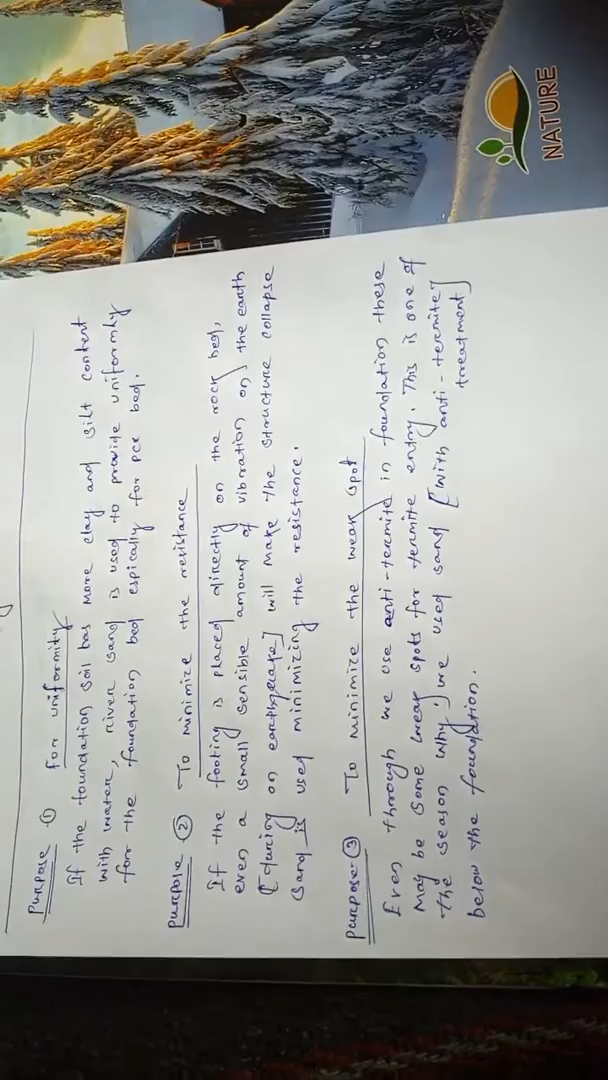 Purpose ① For uniformity
If the foundation soil has more clay and silt content
with water, river sand is used to provide uniformly
for the foundation bed espically for pcc bed.
Purpose ② To minimize the resistance
If the footing is placed directly on the rock bed,
even a small sensible amount of vibration on the earth
[during on earthqueake] will make the structure collapse
sand is used minimizing the resistance.
Purpose-③ To minimize the weak spot
Even through we use anti-termite in foundation these
may be some weak spots for termite entry. This is one of
the season why, we used sand [with anti-termite
treatment]
below the foundation.
NATURE